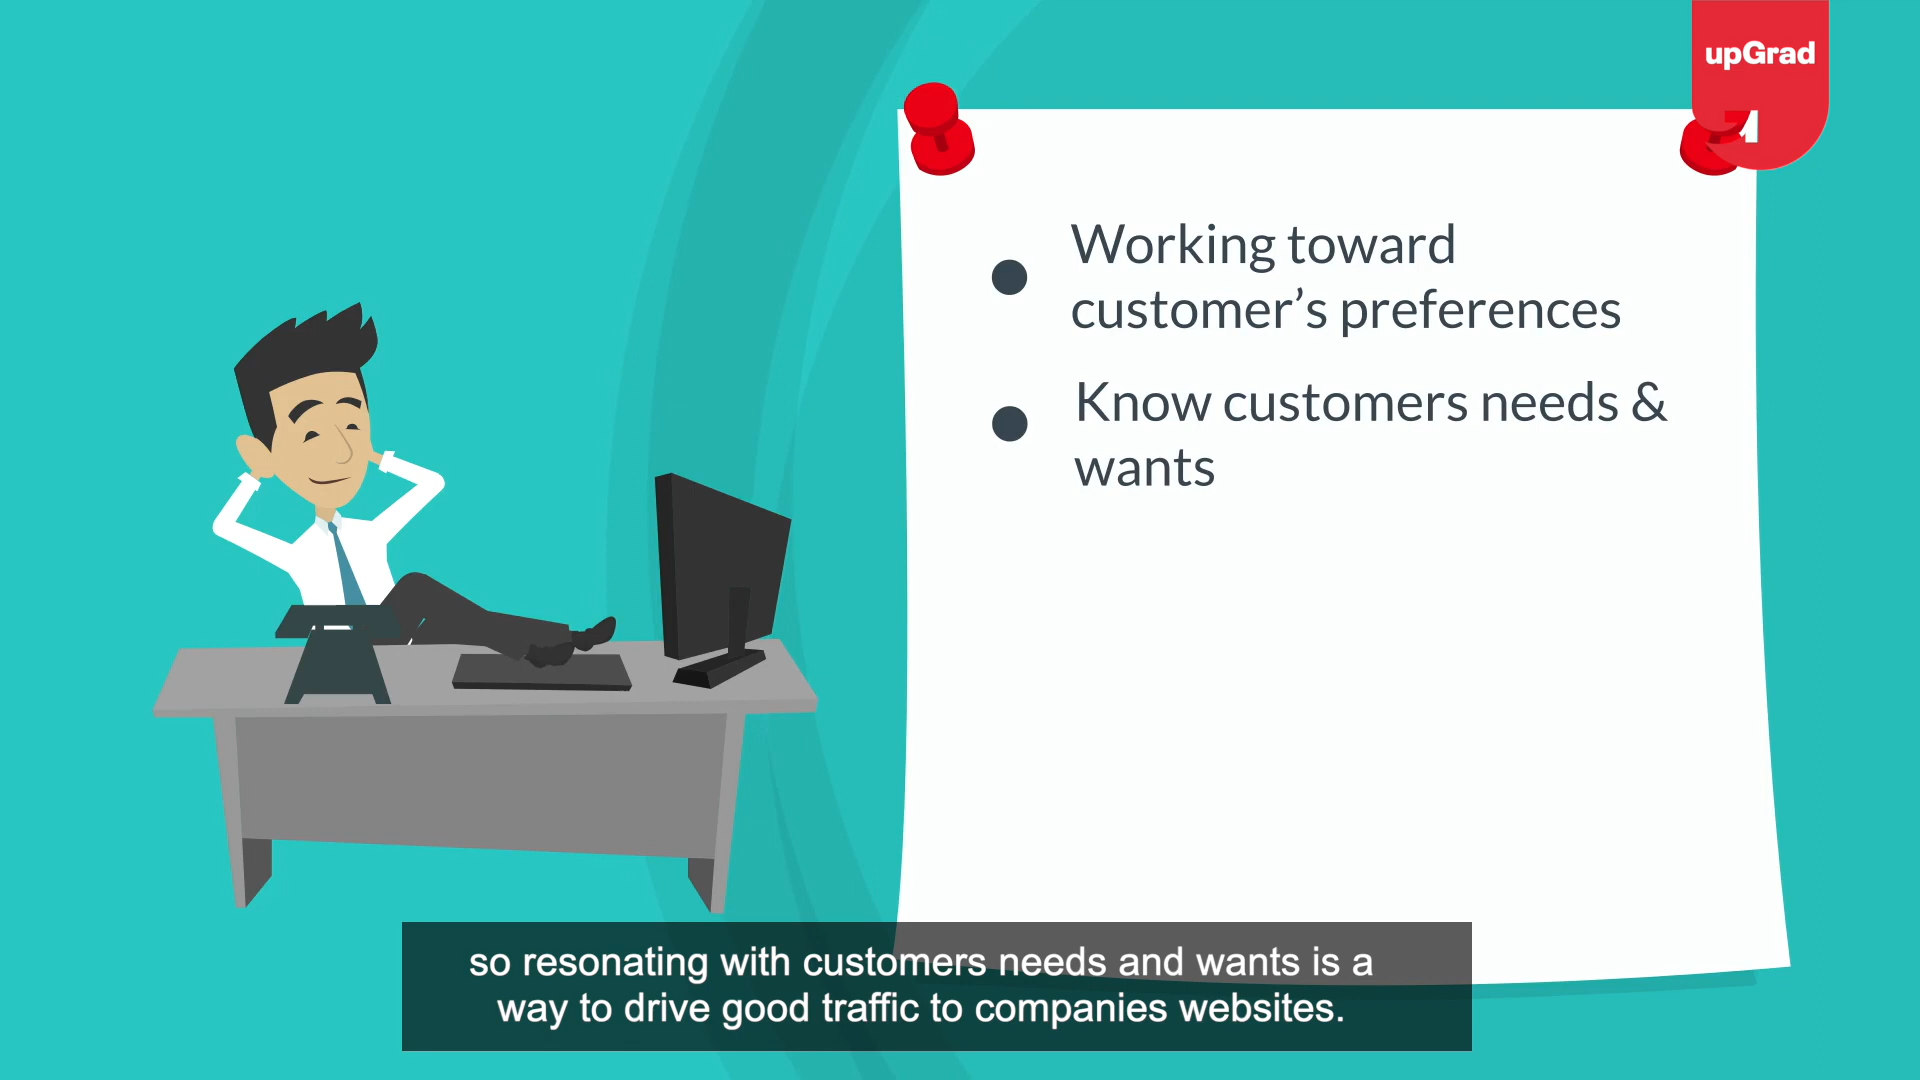 upGrad
Working toward
customer’s preferences
Know customers needs &
wants
so resonating with customers needs and wants is a
way to drive good traffic to companies websites.